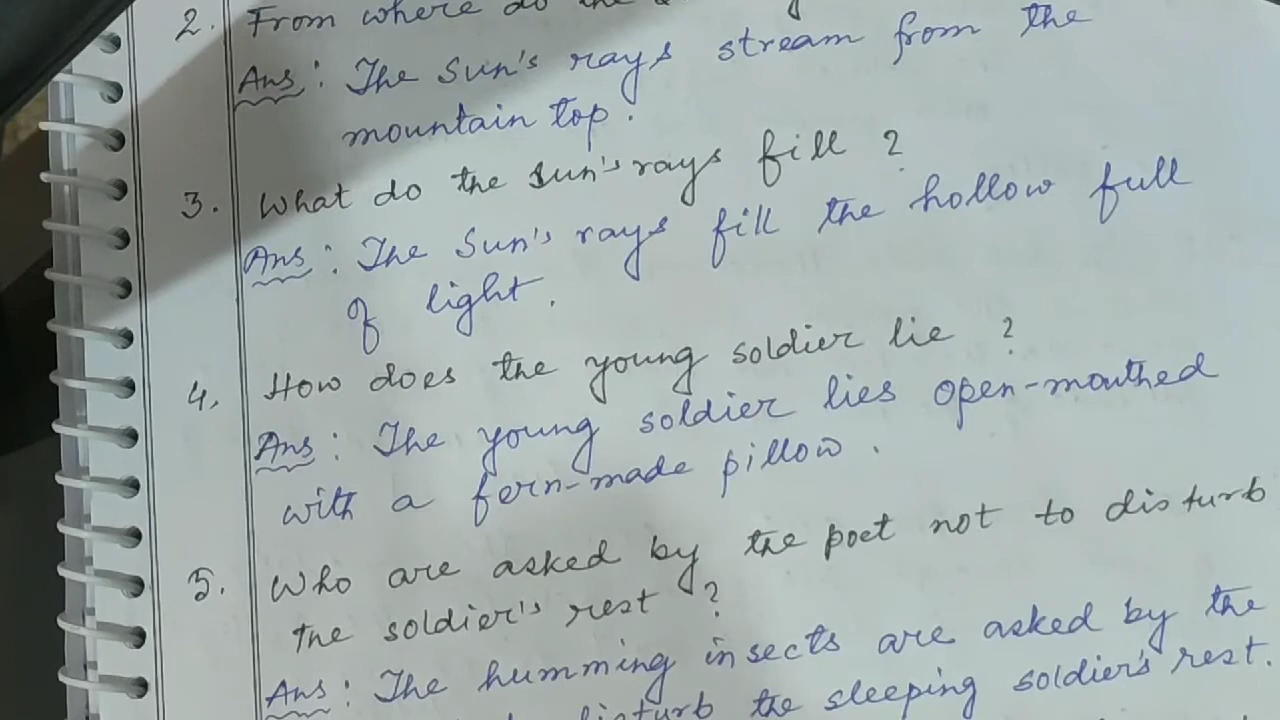 2. From where do the
Ans: The Sun's rays stream from the
mountain top.
3. What do the sun's rays fill ?
Ans: The Sun's rays fill the hollow full
of light.
4. How does the young soldier lie ?
Ans: The young soldier lies open-mouthed
with a fern-made pillow.
5. Who are asked by the poet not to disturb
the soldier's rest ?
Ans: The humming insects are asked by the
disturb the sleeping soldier's rest.